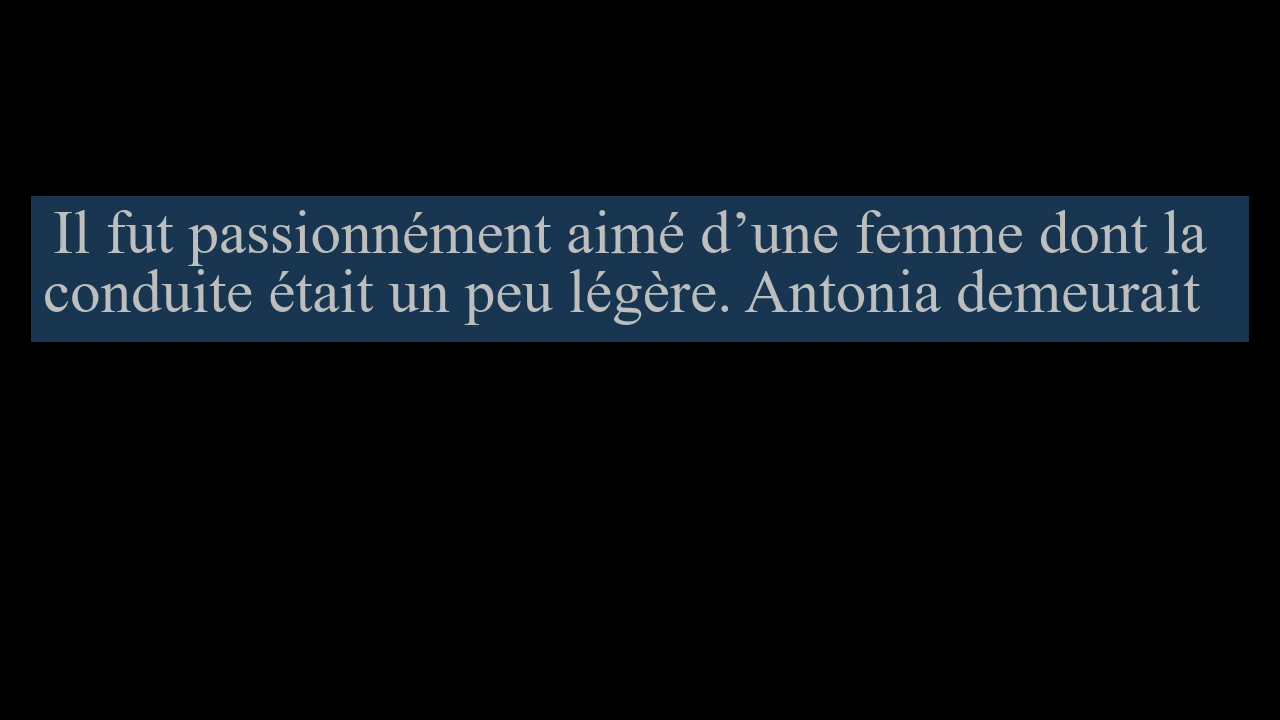 Il fut passionnément aimé d’une femme dont la
conduite était un peu légère. Antonia demeurait